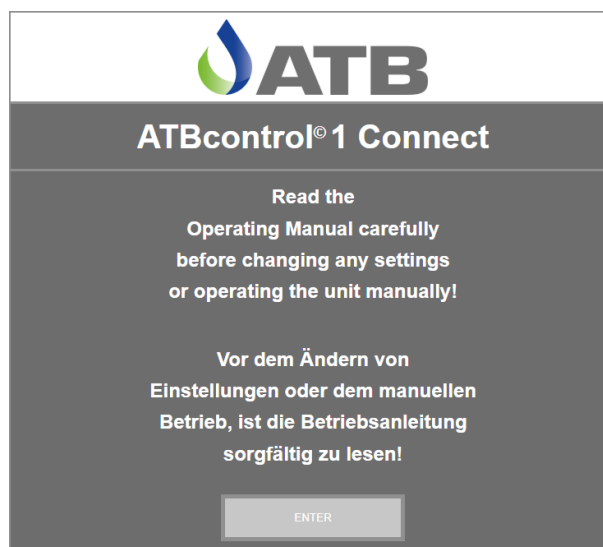 ATB
ATBcontrol© 1 Connect
Read the
Operating Manual carefully
before changing any settings
or operating the unit manually!
Vor dem Ändern von
Einstellungen oder dem manuellen
Betrieb, ist die Betriebsanleitung
sorgfältig zu lesen!
ENTER